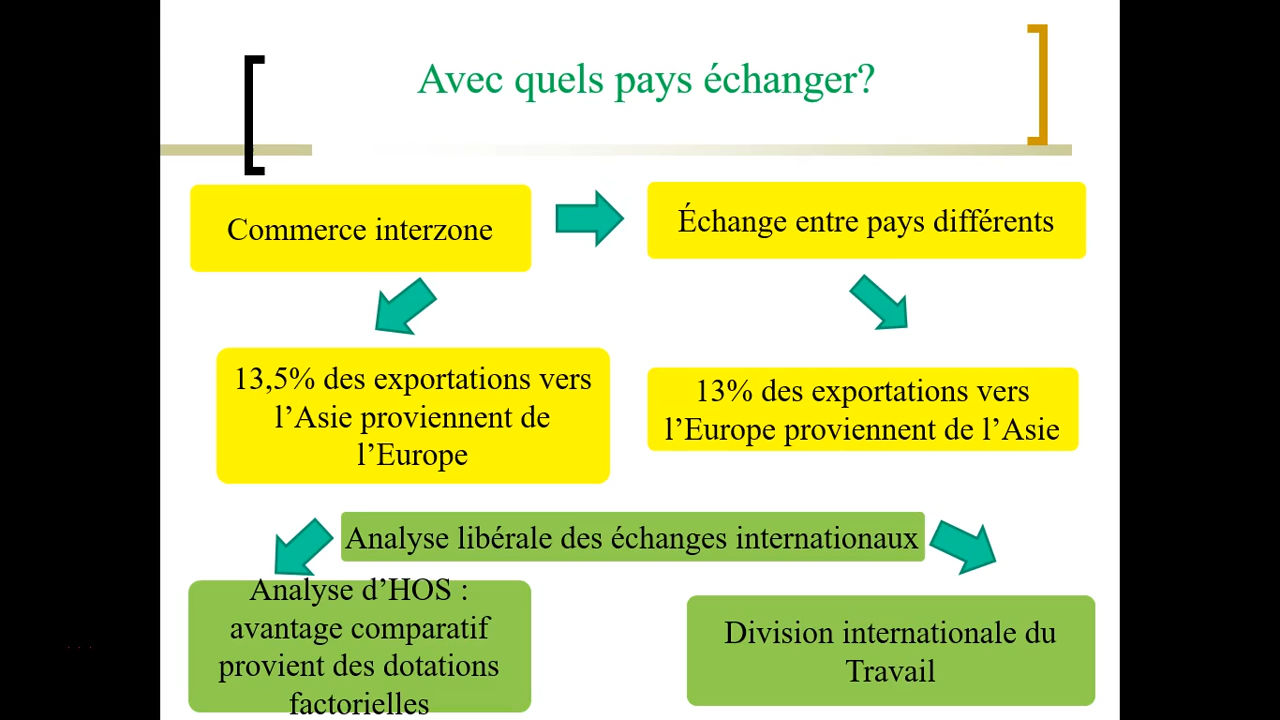 Avec quels pays échanger?
Commerce interzone
Échange entre pays différents
13,5% des exportations vers
l’Asie proviennent de
l’Europe
13% des exportations vers
l’Europe proviennent de l’Asie
Analyse libérale des échanges internationaux
Analyse d’HOS :
avantage comparatif
provient des dotations
factorielles
Division internationale du
Travail